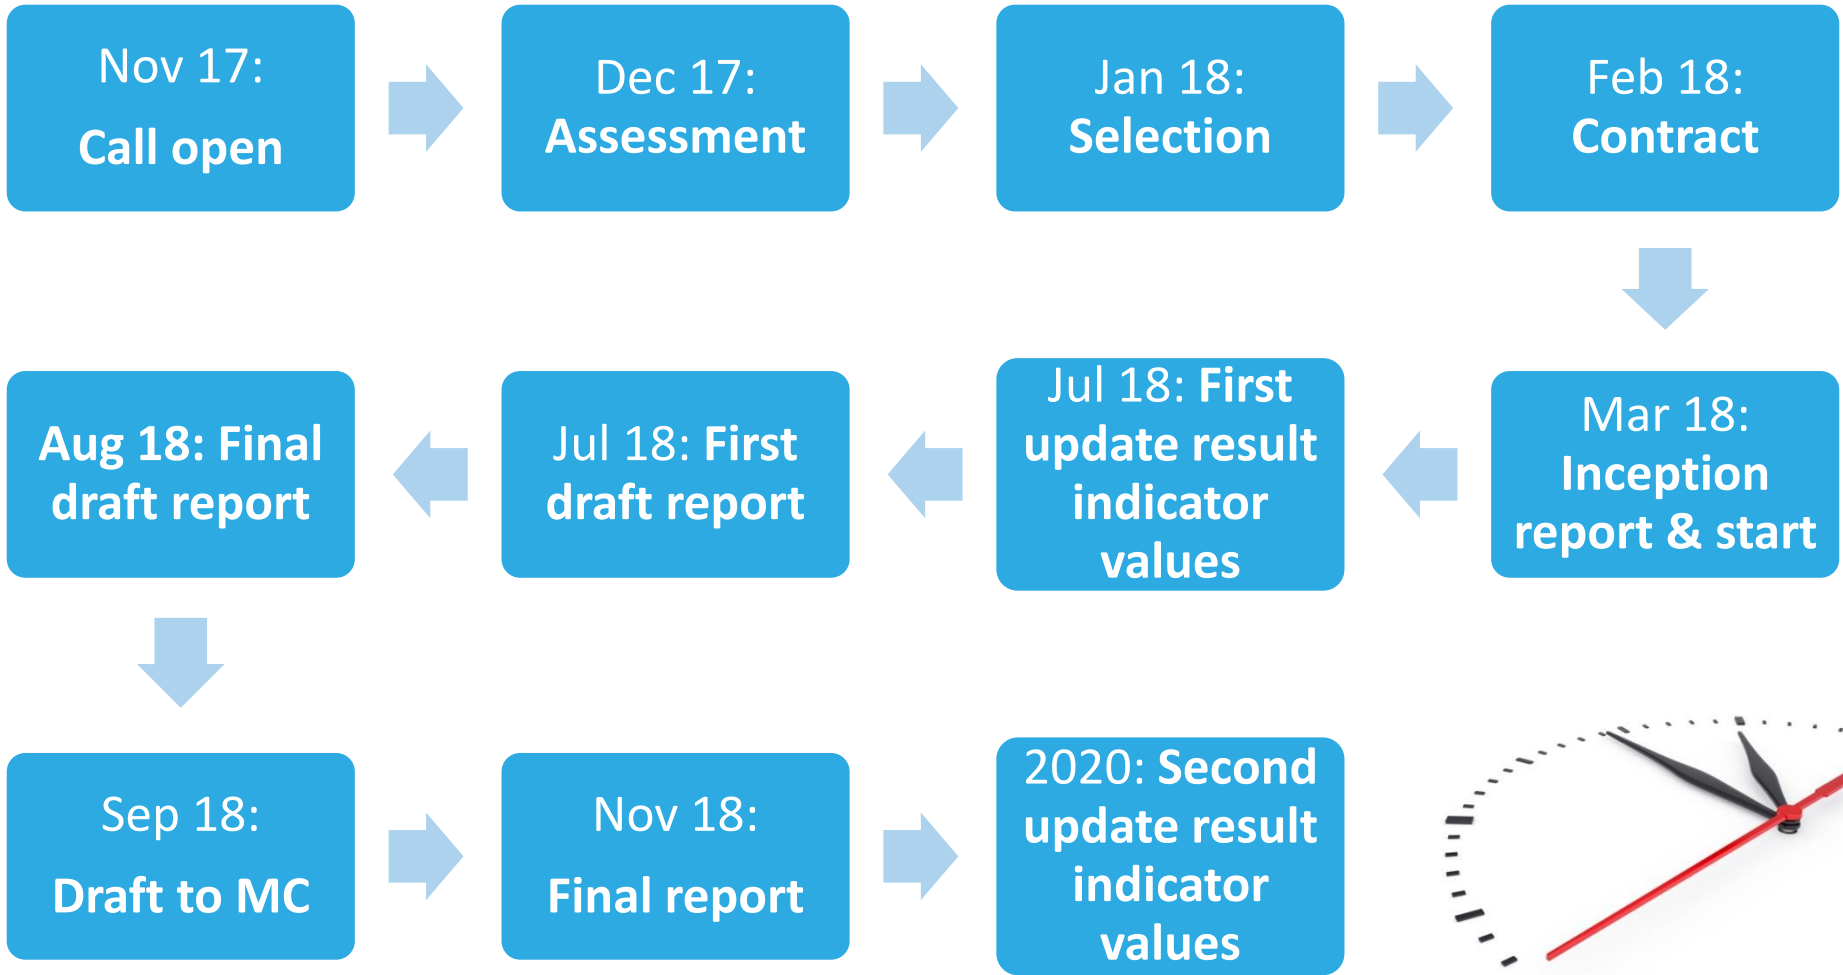 Nov 17:
Call open
Dec 17:
Assessment
Jan 18:
Selection
Feb 18:
Contract
Mar 18:
Inception
report & start
Jul 18: First
update result
indicator
values
Jul 18: First
draft report
Aug 18: Final
draft report
Sep 18:
Draft to MC
Nov 18:
Final report
2020: Second
update result
indicator
values